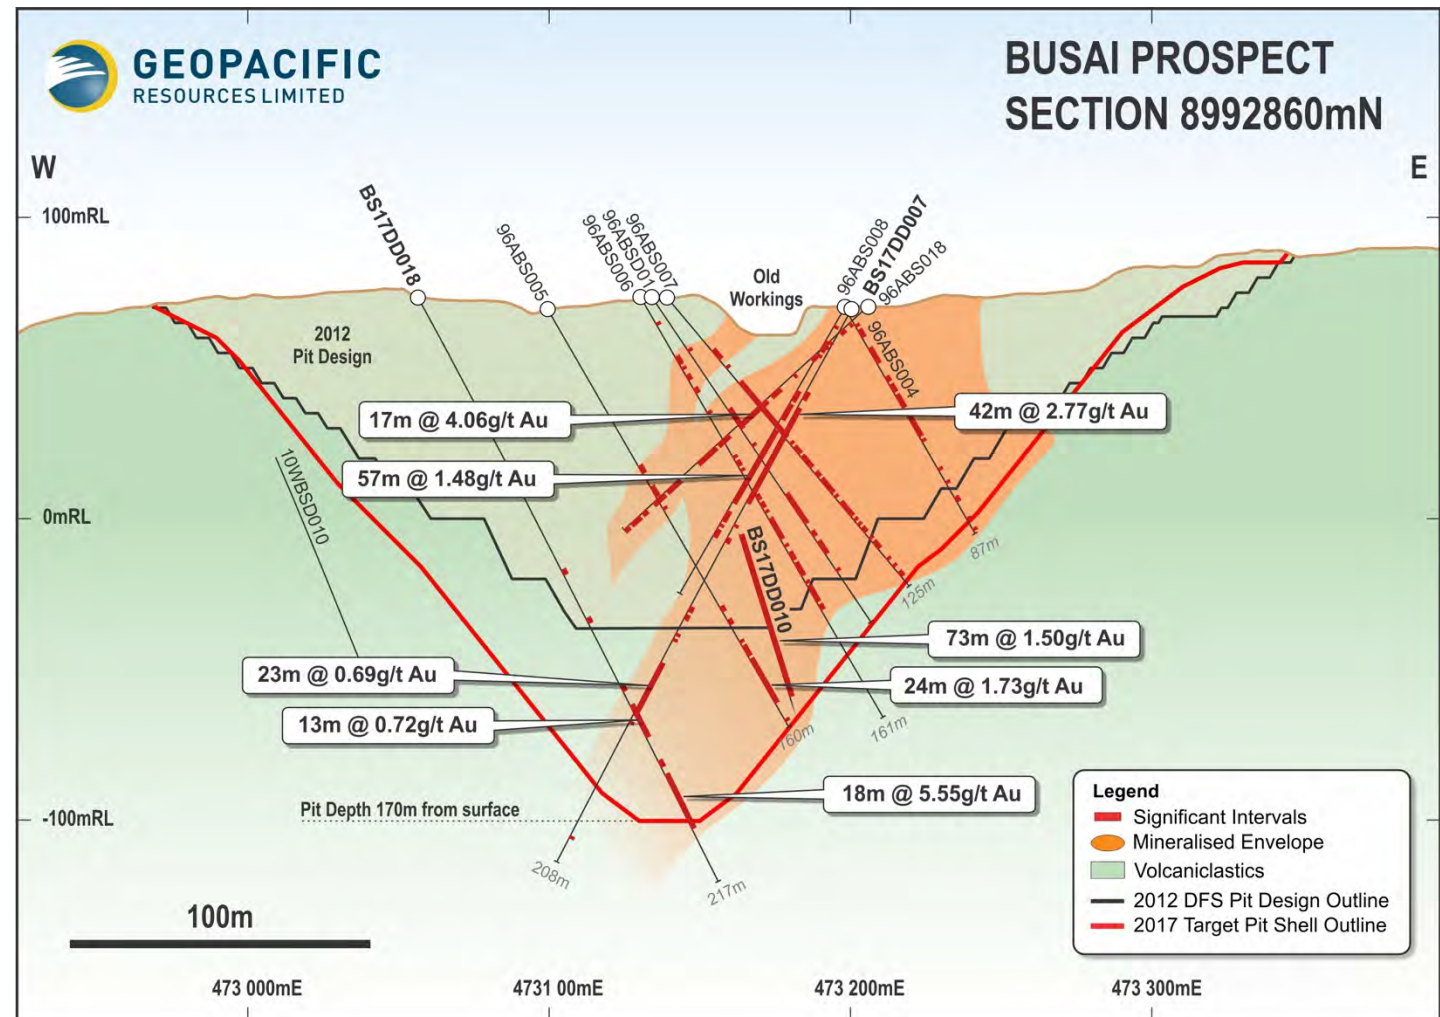 GEOPACIFIC
RESOURCES LIMITED
BUSAI PROSPECT
SECTION 8992860mN
W
E
100mRL
0mRL
-100mRL
BS17DD018
96ABS005
96ABS006
96ABSD01
96ABS007
Old
Workings
96ABS008
BS17DD007
96ABS018
96ABS004
2012
Pit Design
17m @ 4.06g/t Au
42m @ 2.77g/t Au
57m @ 1.48g/t Au
10WBSD010
BS17DD010
87m
125m
73m @ 1.50g/t Au
23m @ 0.69g/t Au
24m @ 1.73g/t Au
13m @ 0.72g/t Au
160m
161m
18m @ 5.55g/t Au
Pit Depth 170m from surface
208m
217m
Legend
Significant Intervals
Mineralised Envelope
Volcaniclastics
2012 DFS Pit Design Outline
2017 Target Pit Shell Outline
100m
473 000mE
4731 00mE
473 200mE
473 300mE